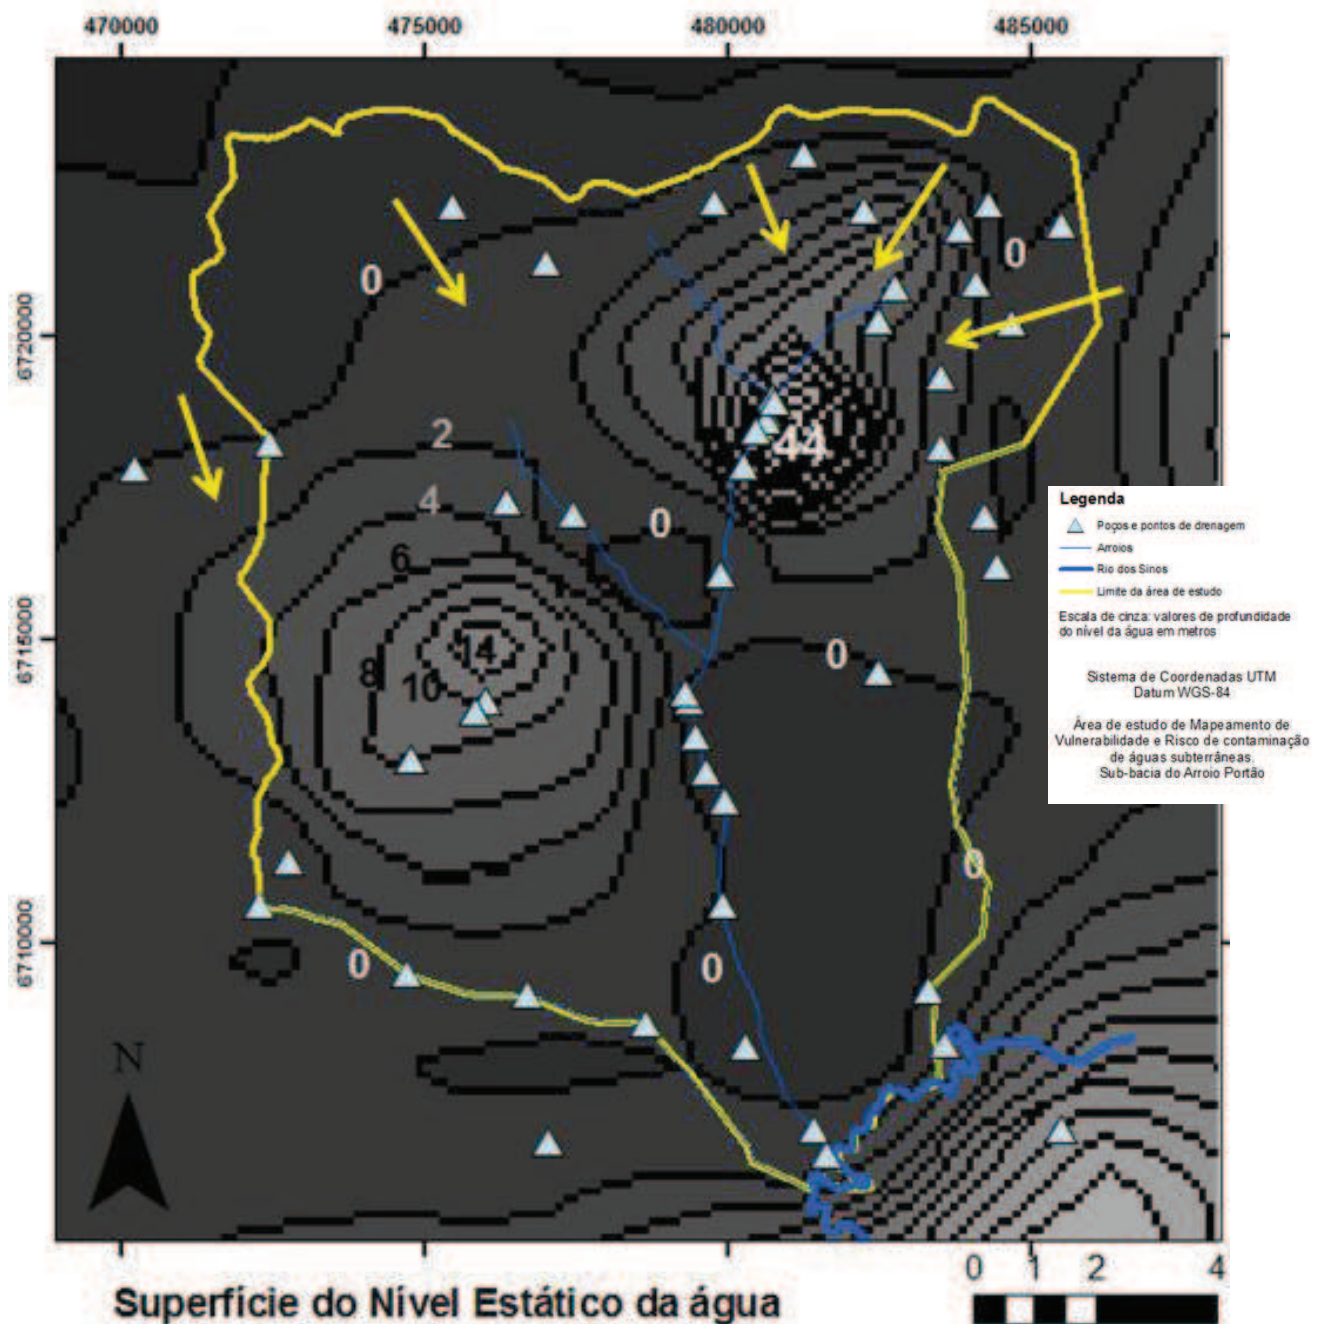 470000 475000 480000 485000
0
0
6720000
2
44
4
0
6
Legenda
Poços e pontos de drenagem
Arroios
Rio dos Sinos
Limite da área de estudo
Escala de cinza: valores de profundidade
do nível da água em metros
Sistema de Coordenadas UTM
Datum WGS-84
Área de estudo de Mapeamento de
Vulnerabilidade e Risco de contaminação
de águas subterrâneas.
Sub-bacia do Arroio Portão
6715000
14
0
8
10
0
6710000
0
0
N
0 1 2 4
Superfície do Nível Estático da água